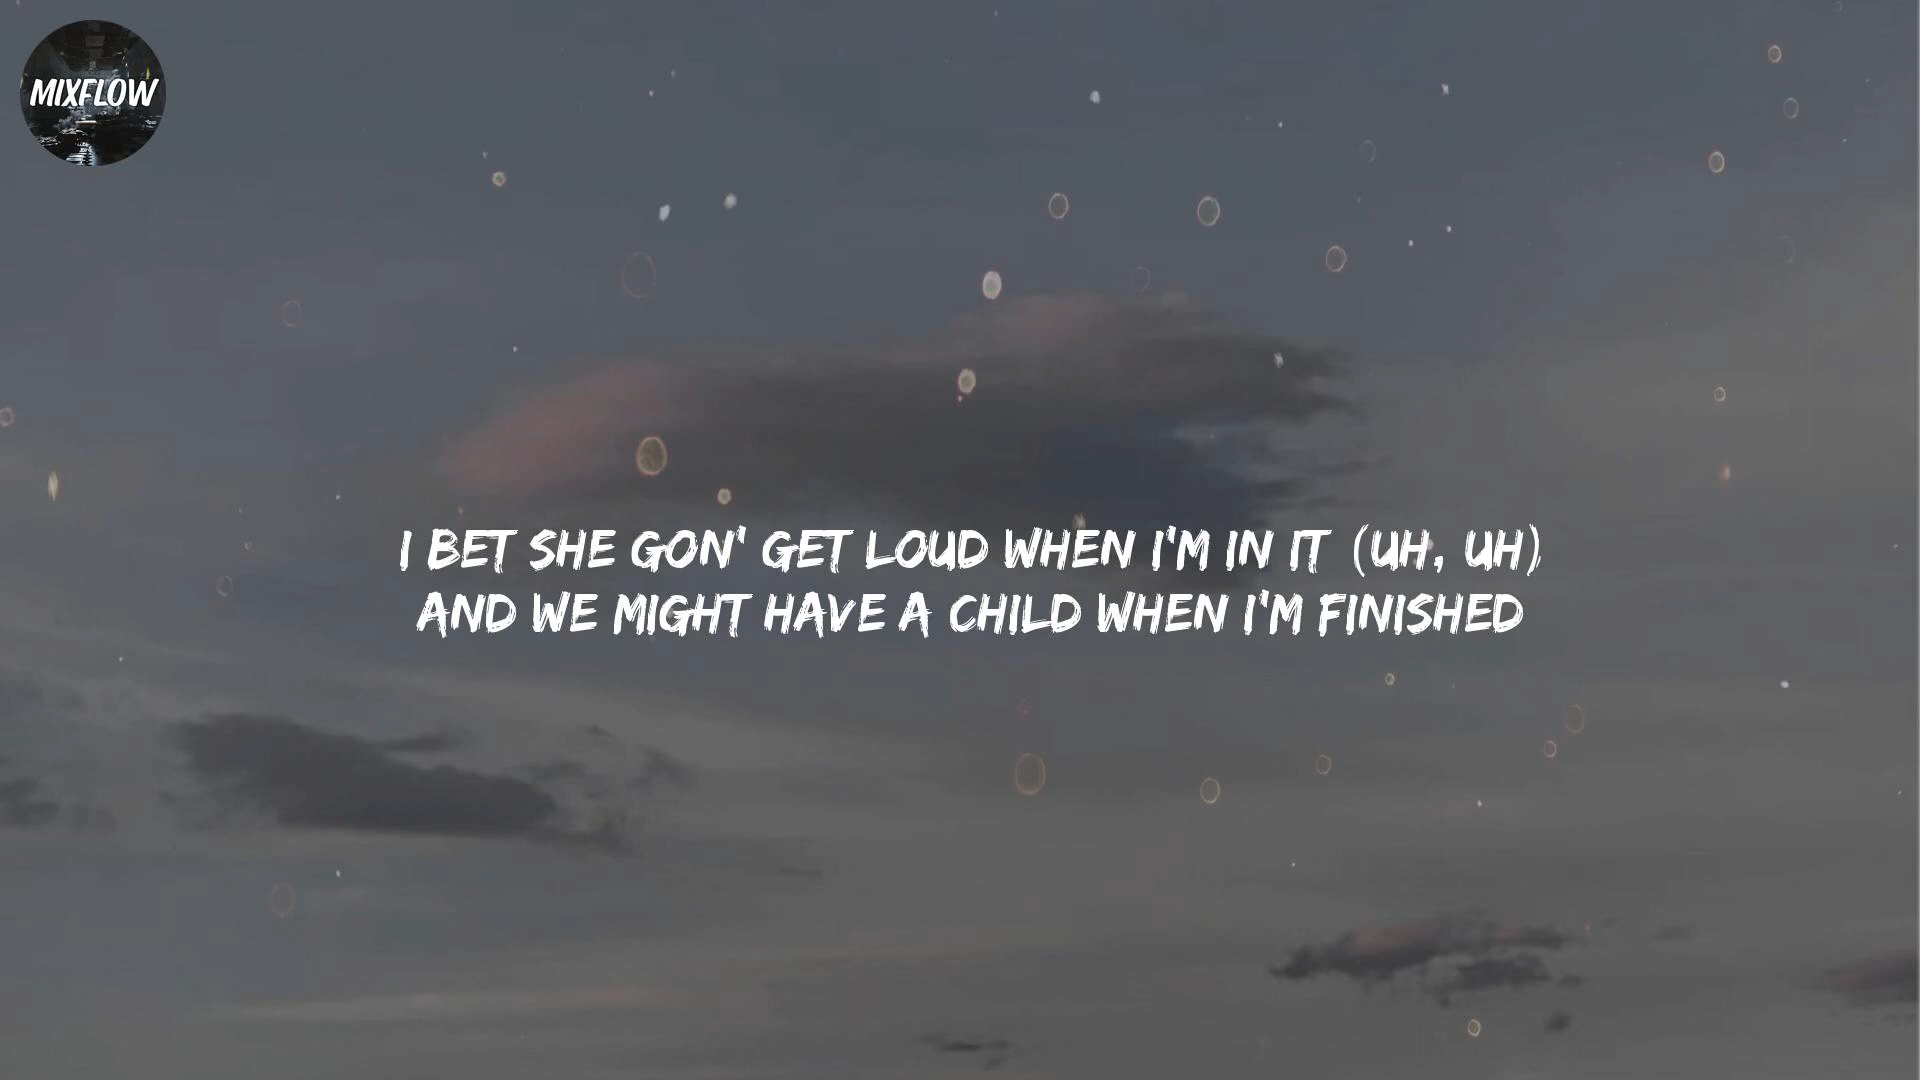 MIXFLOW
I BET SHE GON' GET LOUD WHEN I'M IN IT (UH, UH)
AND WE MIGHT HAVE A CHILD WHEN I'M FINISHED